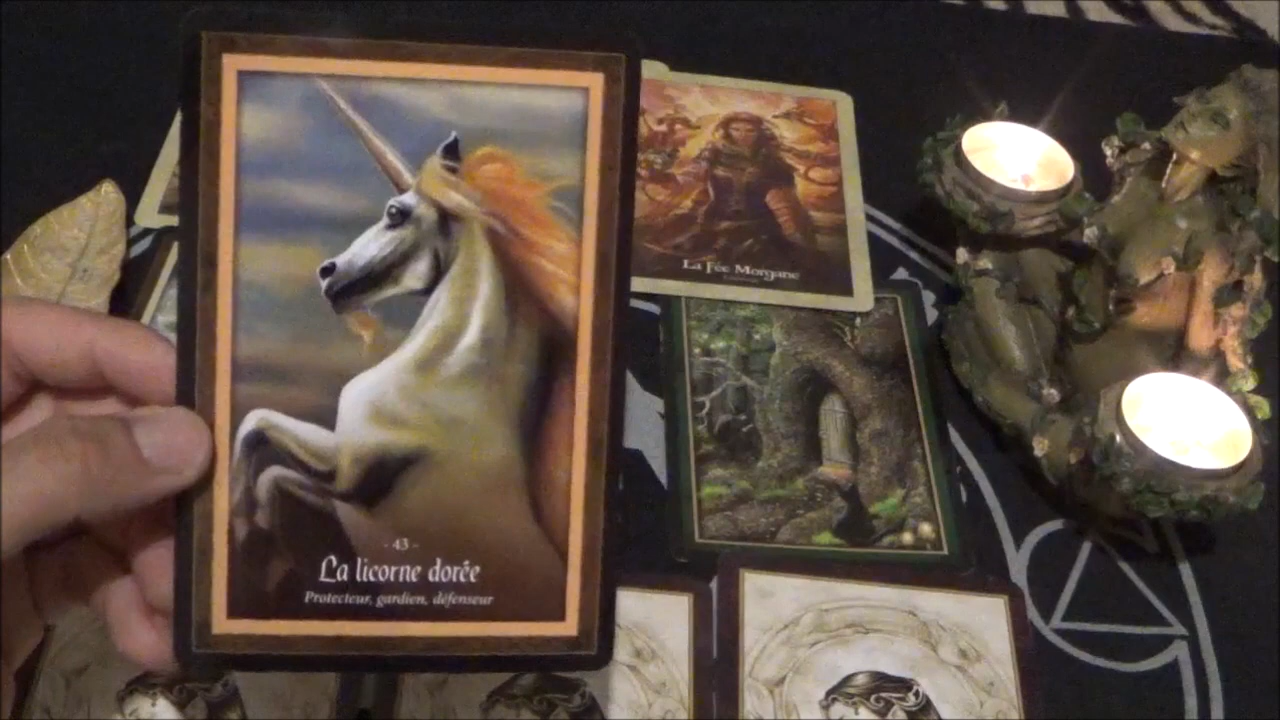 - 43 -
La licorne dorée
Protecteur, gardien, défenseur
La Fée Morgane